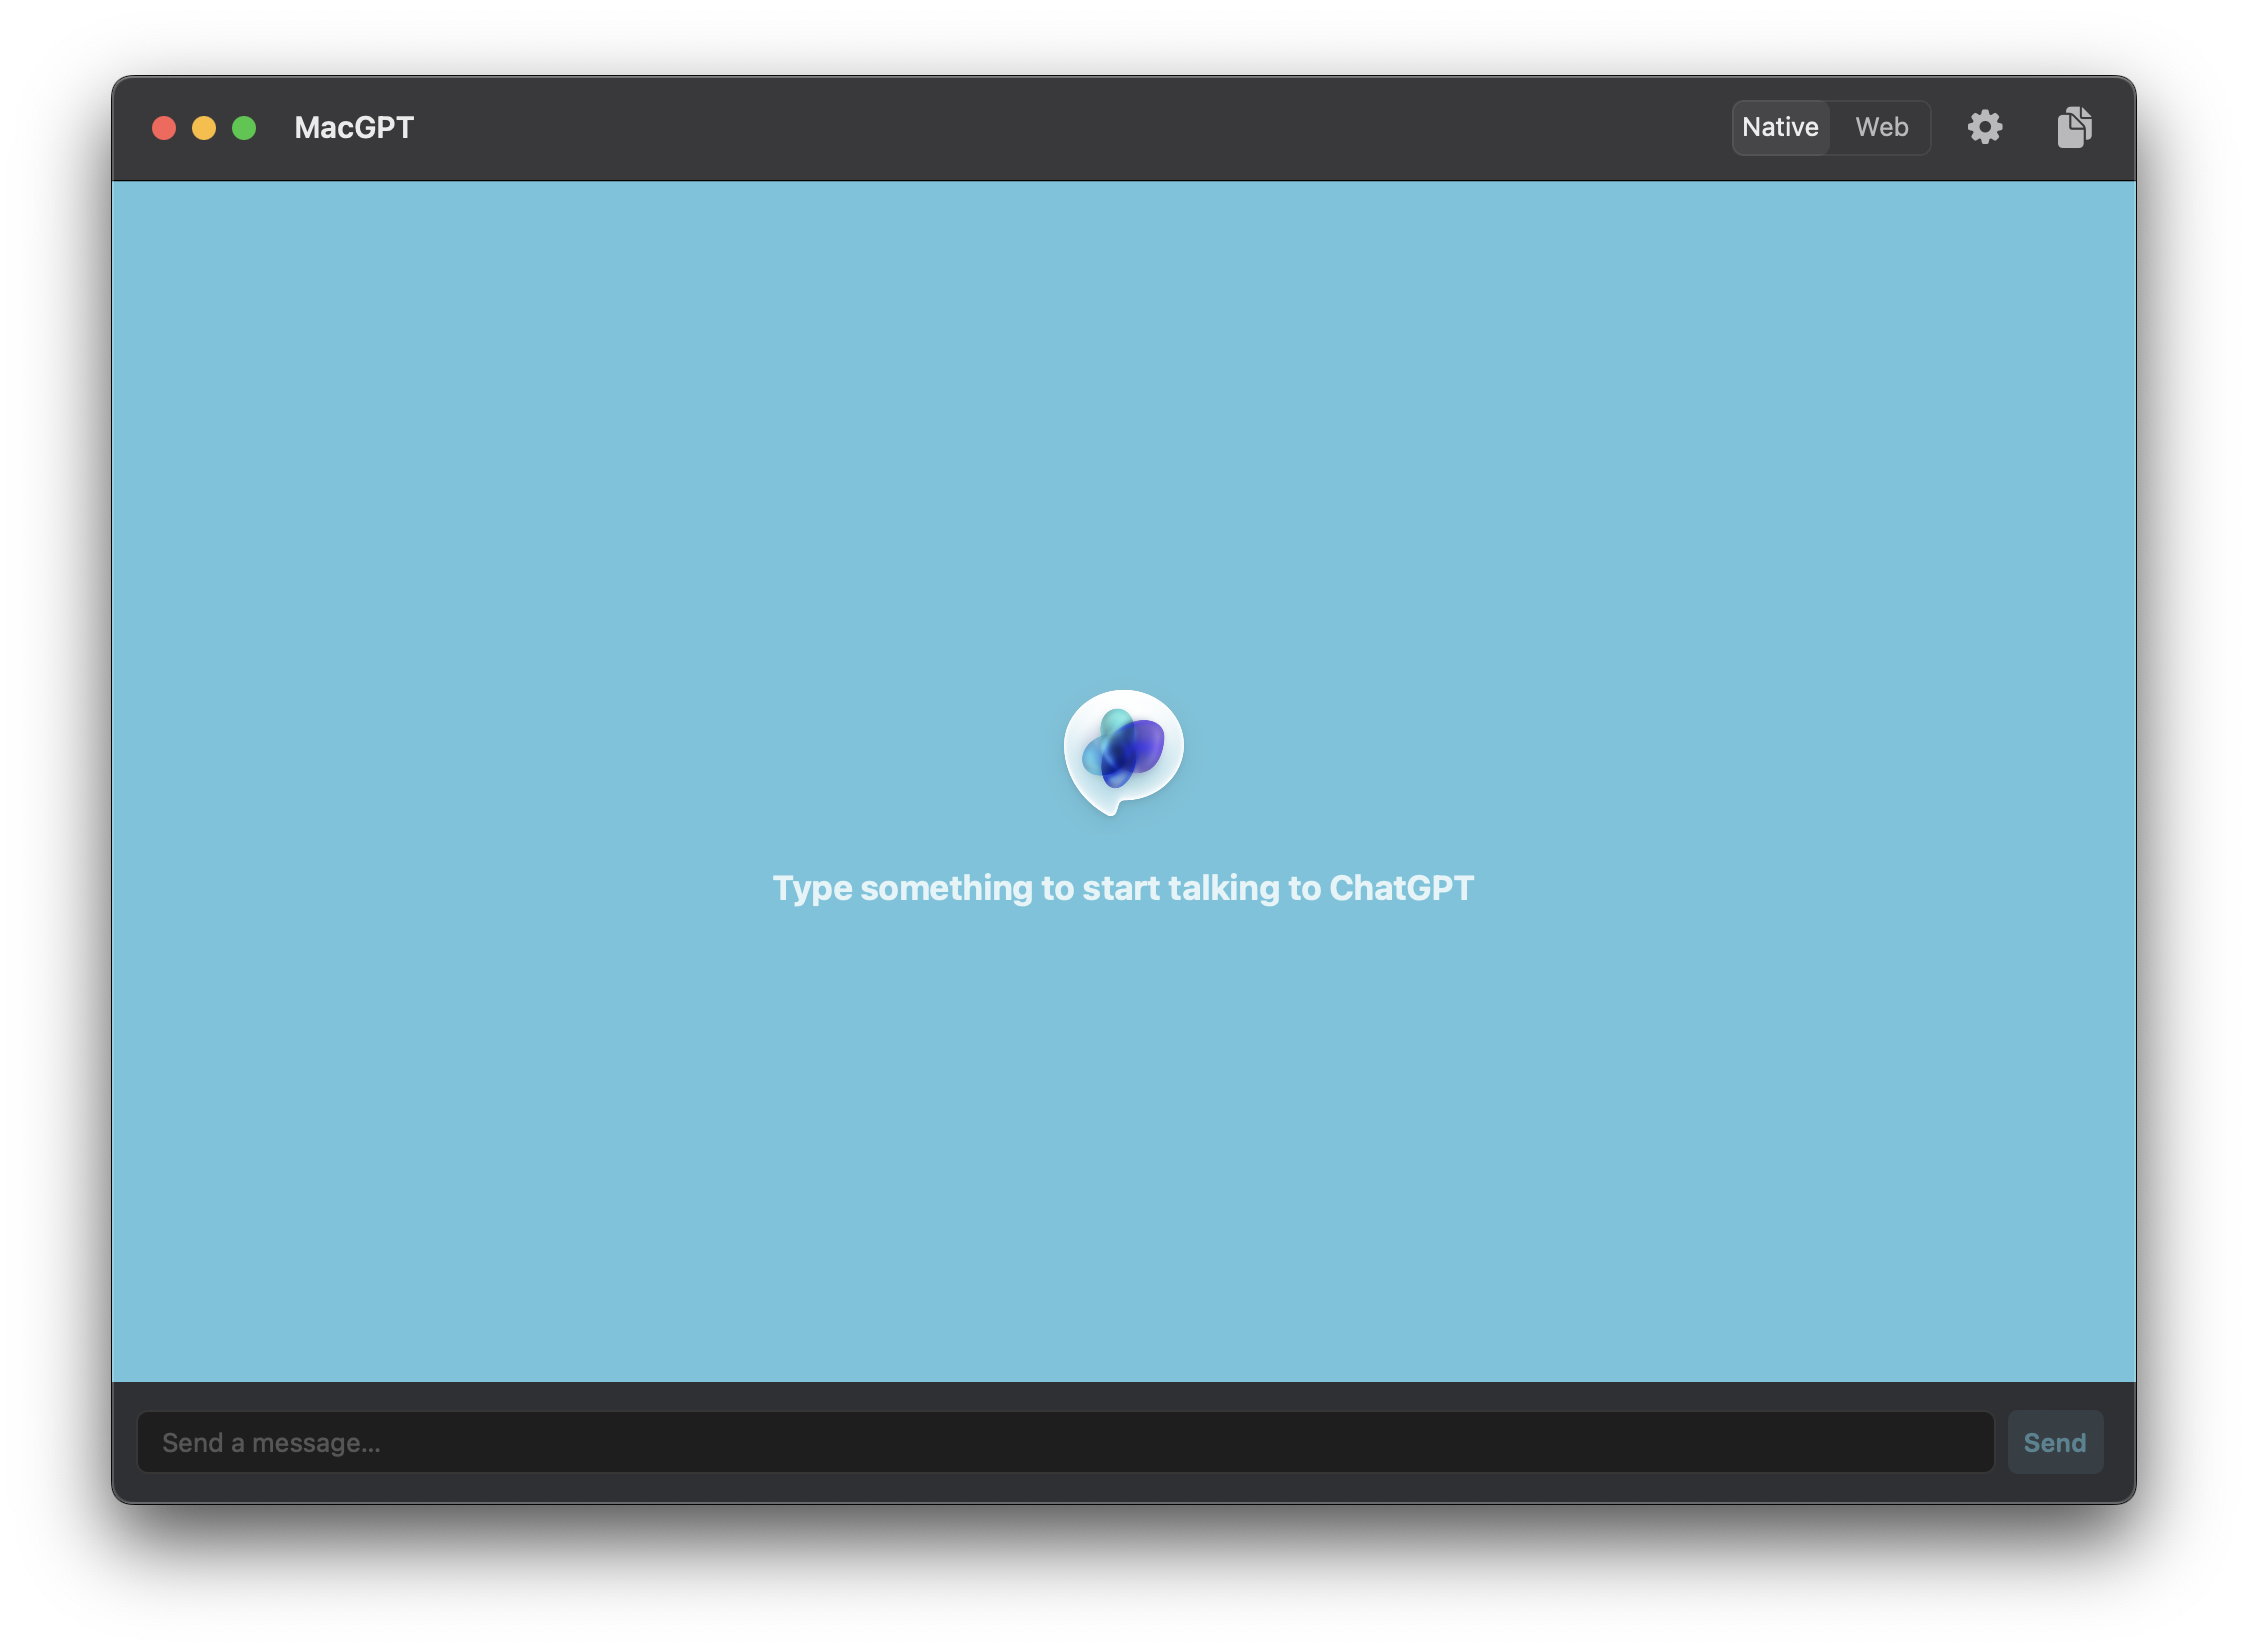 MacGPT
Native Web
Type something to start talking to ChatGPT
Send a message...
Send